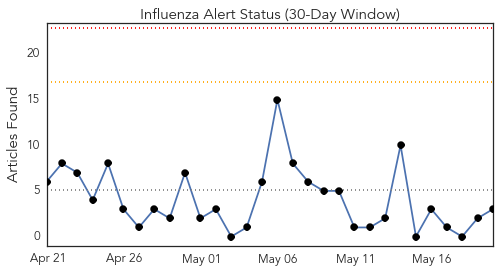 Influenza Alert Status (30-Day Window)
Articles Found
20
15
10
5
0
Apr 21 Apr 26 May 01 May 06 May 11 May 16